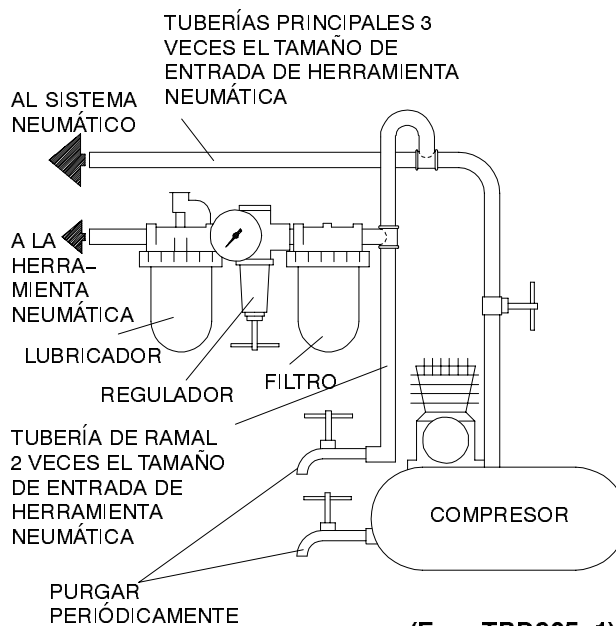 TUBERÍAS PRINCIPALES 3
VECES EL TAMAÑO DE
ENTRADA DE HERRAMIENTA
NEUMÁTICA
AL SISTEMA
NEUMÁTICO
A LA
HERRA–
MIENTA
NEUMÁTICA
LUBRICADOR
REGULADOR
FILTRO
TUBERÍA DE RAMAL
2 VECES EL TAMAÑO
DE ENTRADA DE
HERRAMIENTA
NEUMÁTICA
COMPRESOR
PURGAR
PERIÓDICAMENTE